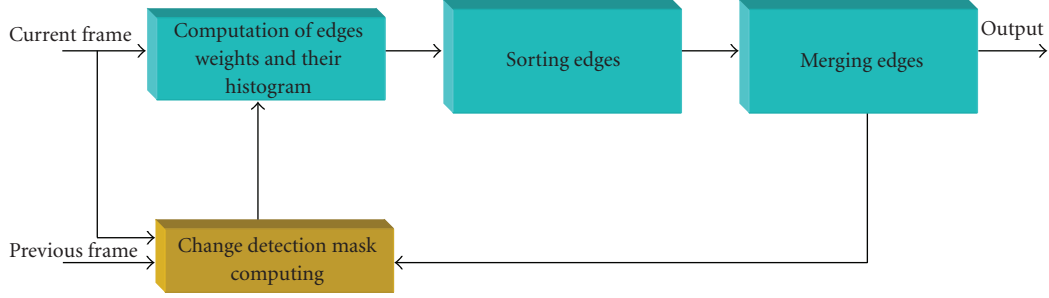 Current frame
Computation of edges
weights and their
histogram
Sorting edges
Merging edges
Output
Previous frame
Change detection mask
computing